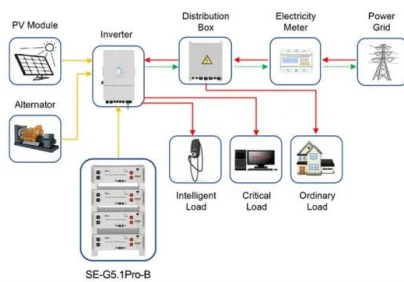 PV Module
Inverter
Distribution
Box
Electricity
Meter
Power
Grid
Alternator
Intelligent
Load
Critical
Load
Ordinary
Load
SE-G5.1Pro-B